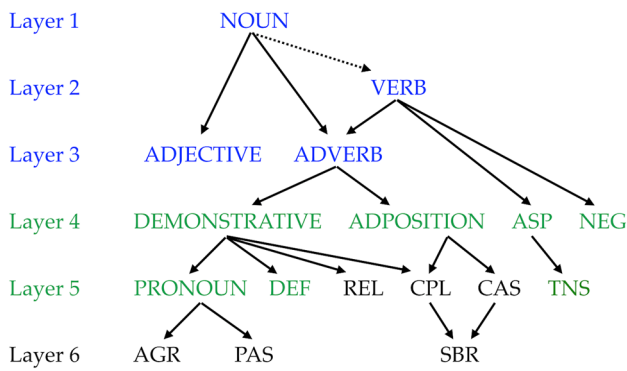 Layer 1 NOUN
Layer 2 VERB
Layer 3 ADJECTIVE ADVERB
Layer 4 DEMONSTRATIVE ADPOSITION ASP NEG
Layer 5 PRONOUN DEF REL CPL CAS TNS
Layer 6 AGR PAS SBR